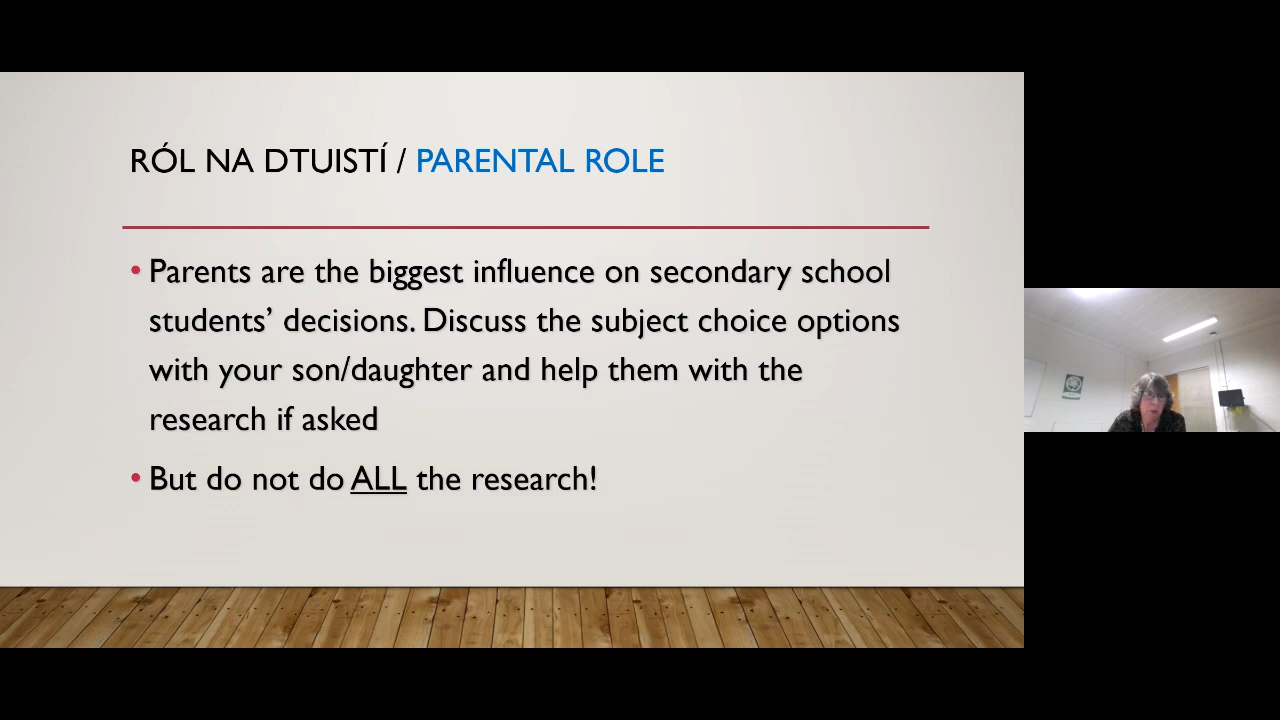 RÓL NA DTUISTÍ / PARENTAL ROLE
• Parents are the biggest influence on secondary school
students’ decisions. Discuss the subject choice options
with your son/daughter and help them with the
research if asked
• But do not do ALL the research!